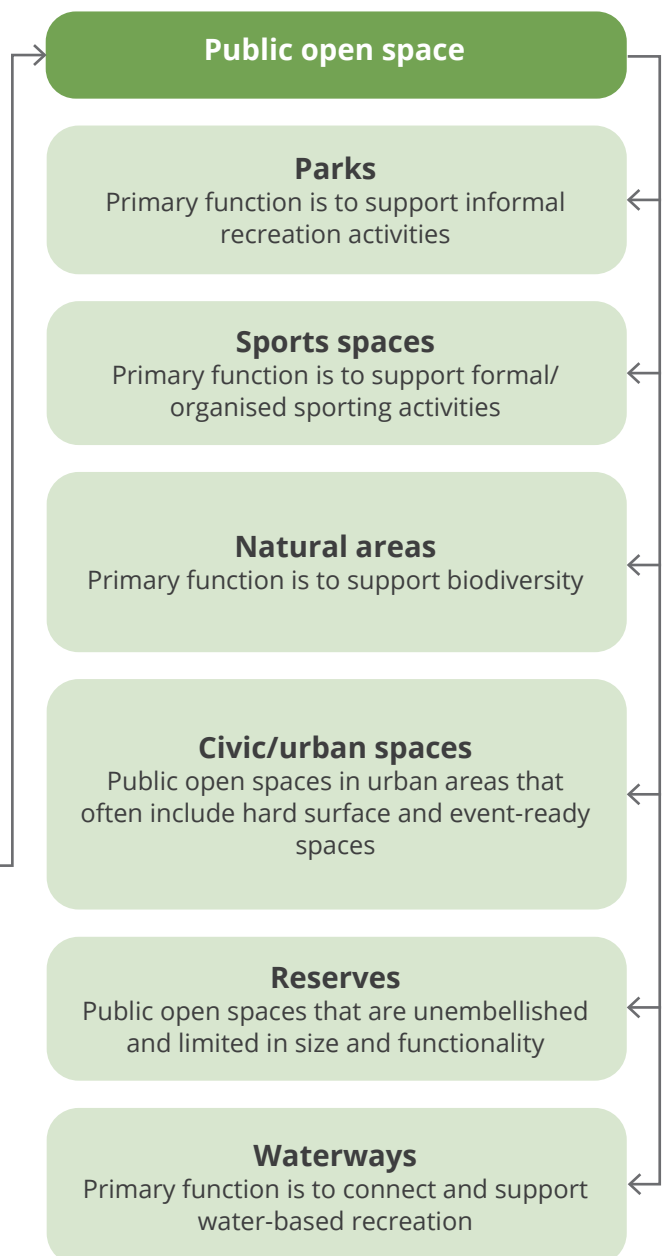 Public open space
Parks
Primary function is to support informal
recreation activities
Sports spaces
Primary function is to support formal/
organised sporting activities
Natural areas
Primary function is to support biodiversity
Civic/urban spaces
Public open spaces in urban areas that
often include hard surface and event-ready
spaces
Reserves
Public open spaces that are unembellished
and limited in size and functionality
Waterways
Primary function is to connect and support
water-based recreation